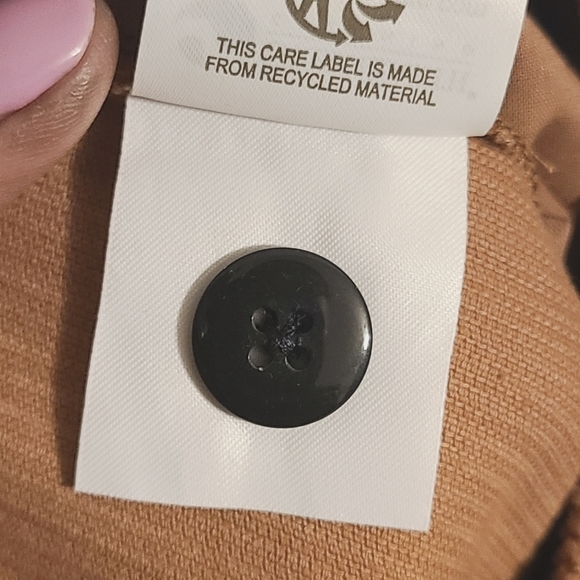 THIS CARE LABEL IS MADE
FROM RECYCLED MATERIAL